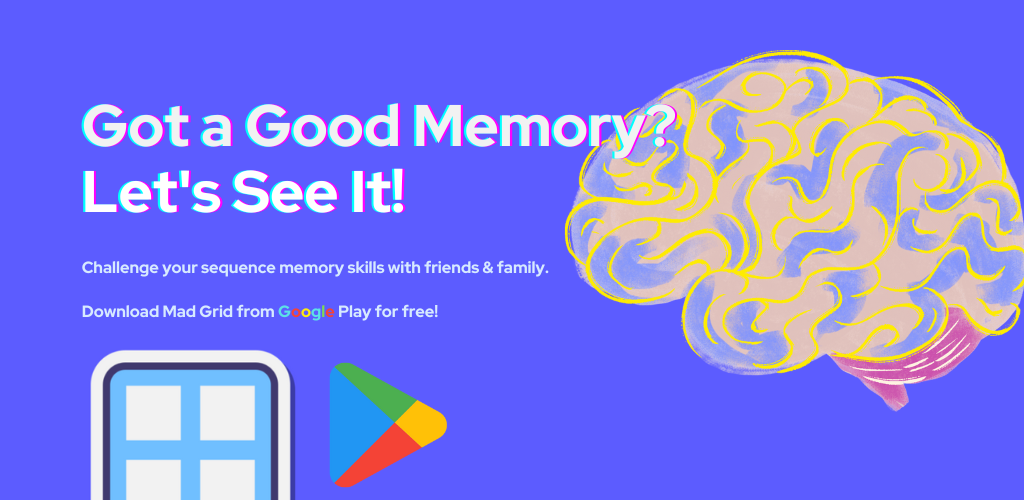 Got a Good Memory?
Let's See It!
Challenge your sequence memory skills with friends & family.
Download Mad Grid from Google Play for free!